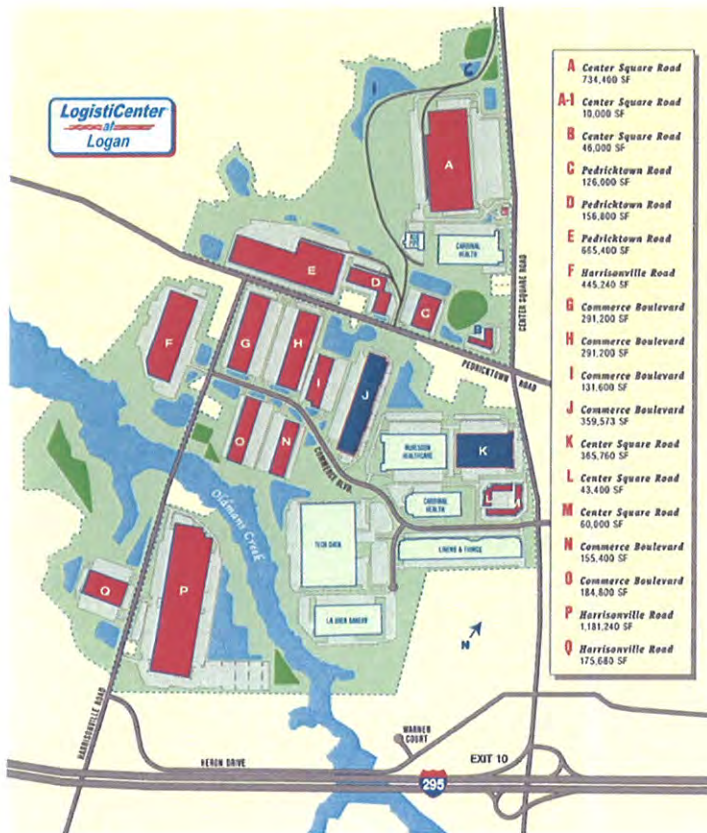 LogistiCenter
at
Logan
A Center Square Road
734,400 SF
A-1 Center Square Road
10,000 SF
B Center Square Road
46,000 SF
C Pedricktown Road
126,000 SF
D Pedricktown Road
156,800 SF
E Pedricktown Road
665,400 SF
F Harrisonville Road
445,240 SF
G Commerce Boulevard
291,200 SF
H Commerce Boulevard
291,200 SF
I Commerce Boulevard
131,600 SF
J Commerce Boulevard
359,573 SF
K Center Square Road
365,760 SF
L Center Square Road
43,400 SF
M Center Square Road
60,000 SF
N Commerce Boulevard
155,400 SF
O Commerce Boulevard
184,800 SF
P Harrisonville Road
1,181,240 SF
Q Harrisonville Road
175,680 SF
A
CARDINAL
HEALTH
CENTER SQUARE ROAD
E
D
C
B
PEDRICKTOWN ROAD
F
G
H
I
J
K
MCKESSON
HEALTHCARE
O
N
COMMERCE BLVD.
CARDINAL
HEALTH
Oldmans Creek
TECH DATA
LINENS & THINGS
Q
P
N
HARRISONVILLE ROAD
WARNER
COURT
HERON DRIVE
EXIT 10
295